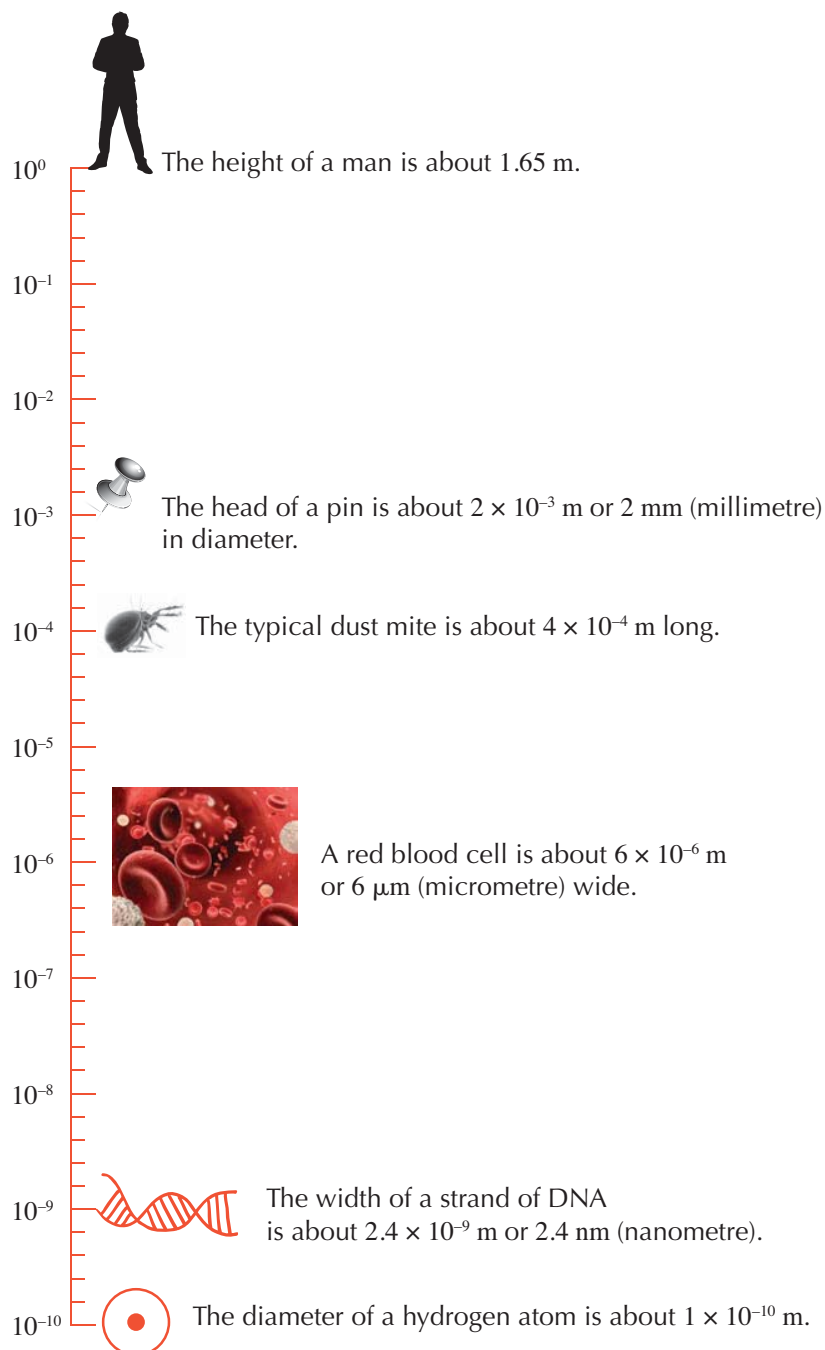 10⁰
The height of a man is about 1.65 m.
10⁻¹
10⁻²
10⁻³
The head of a pin is about 2 × 10⁻³ m or 2 mm (millimetre)
in diameter.
10⁻⁴
The typical dust mite is about 4 × 10⁻⁴ m long.
10⁻⁵
10⁻⁶
A red blood cell is about 6 × 10⁻⁶ m
or 6 μm (micrometre) wide.
10⁻⁷
10⁻⁸
10⁻⁹
The width of a strand of DNA
is about 2.4 × 10⁻⁹ m or 2.4 nm (nanometre).
10⁻¹⁰
The diameter of a hydrogen atom is about 1 × 10⁻¹⁰ m.